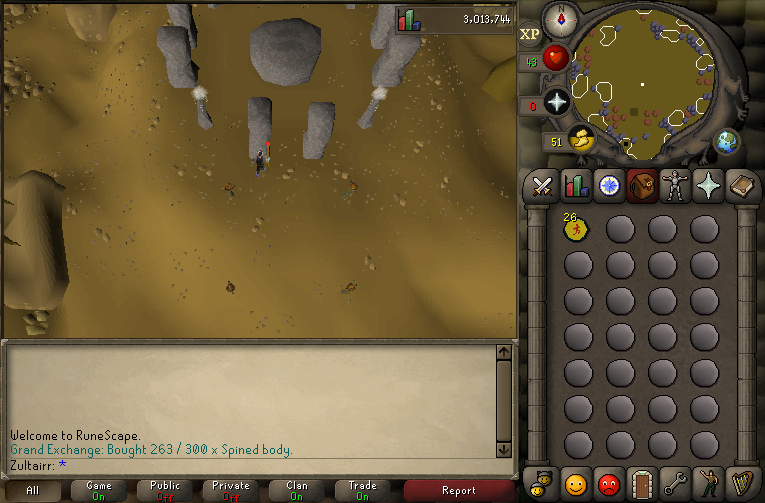 3,013,744
N
XP
43
0
51
26
Welcome to RuneScape.
Grand Exchange: Bought 263 / 300 x Spined body.
Zultairr: *
All
Game
On
Public
Off
Private
Off
Clan
On
Trade
On
Report